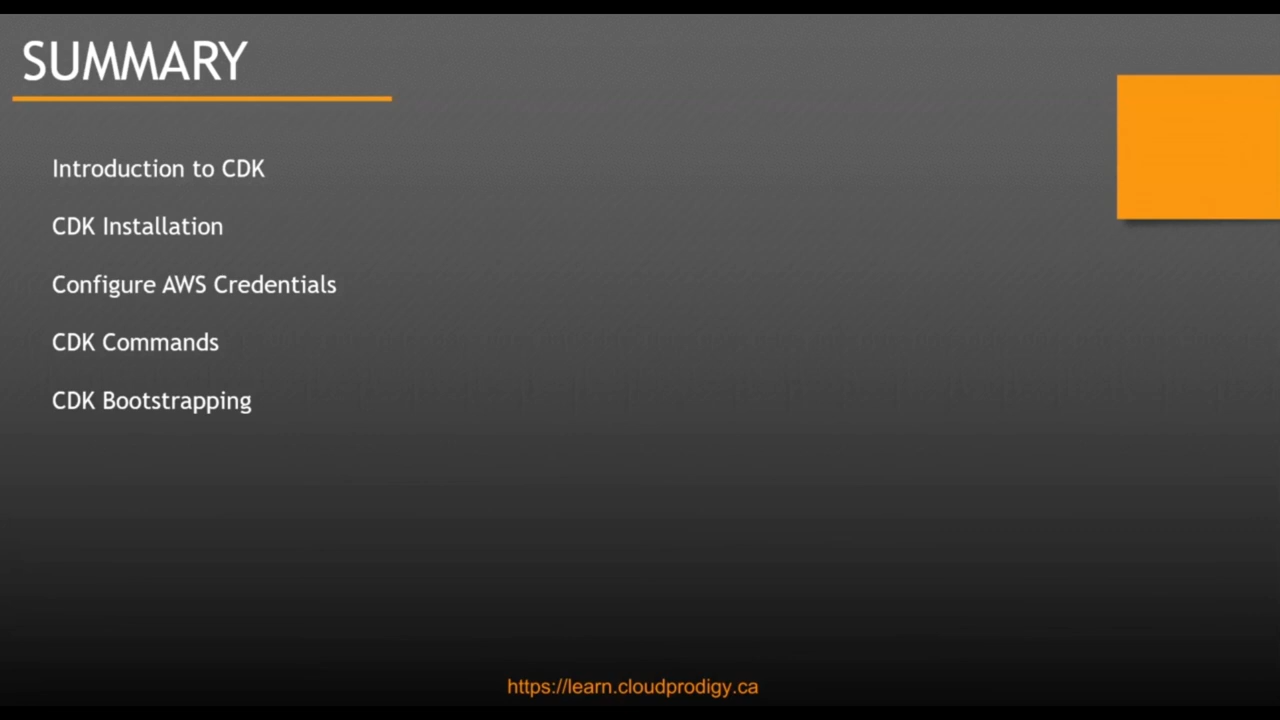 SUMMARY
Introduction to CDK
CDK Installation
Configure AWS Credentials
CDK Commands
CDK Bootstrapping
https://learn.cloudprodigy.ca